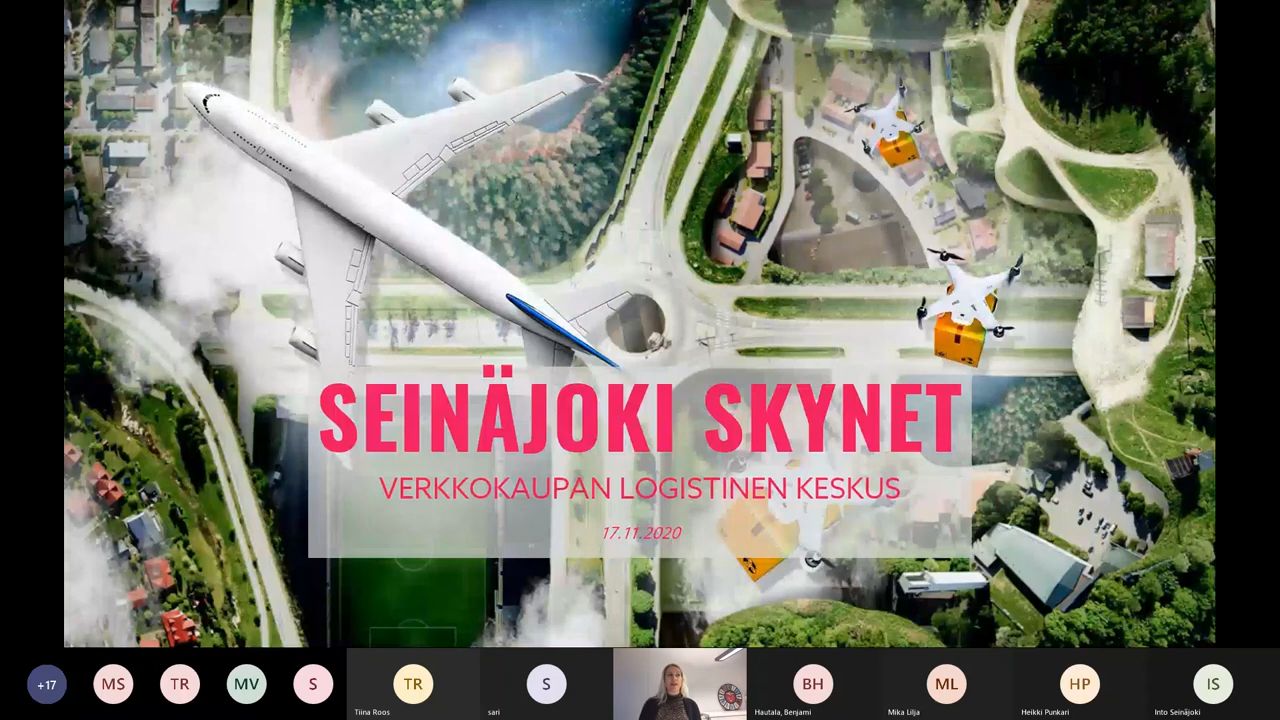 SEINÄJOKI SKYNET
VERKKOKAUPAN LOGISTINEN KESKUS
17.11.2020
+17
MS
TR
MV
S
TR
S
BH
ML
HP
IS
Tiina Roos
sari
Hautala, Benjami
Mika Lilja
Heikki Punkari
Into Seinäjoki